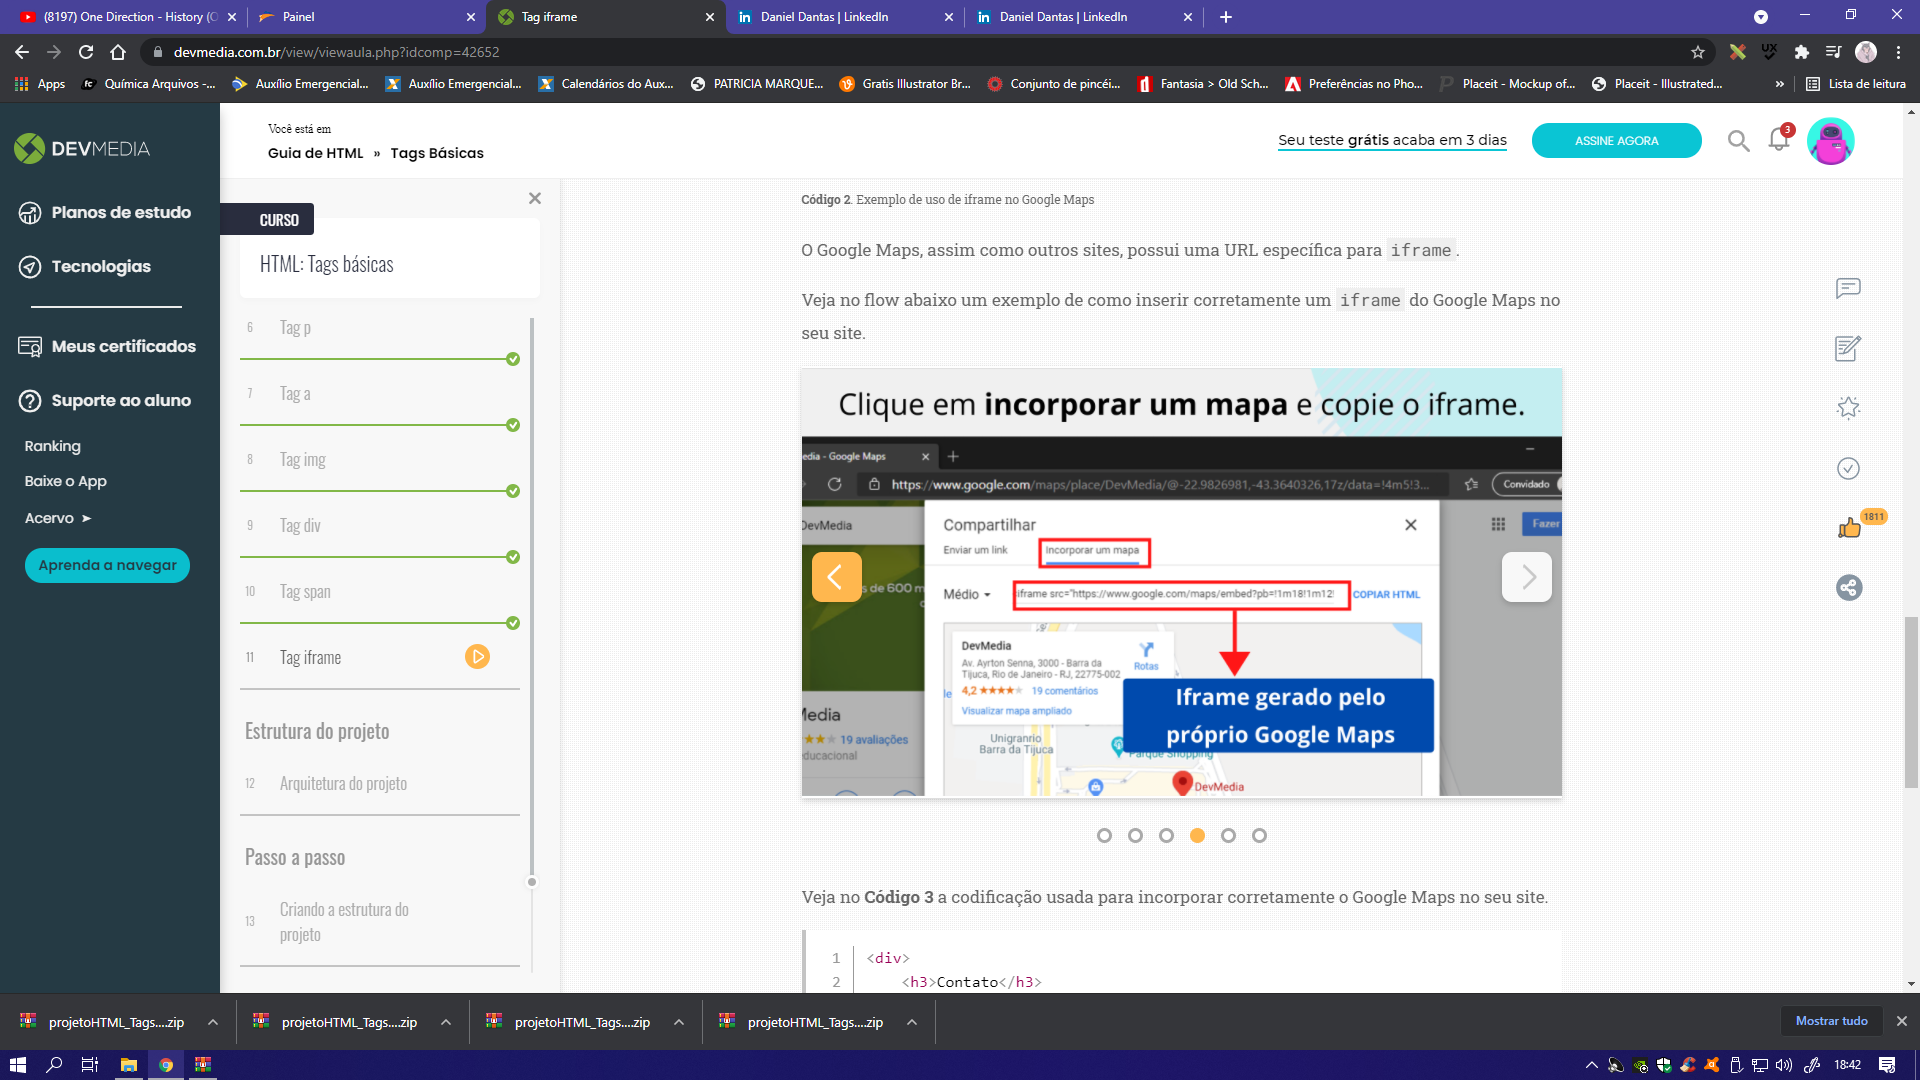 (8197) One Direction - History (O
Painel
Tag iframe
Daniel Dantas | LinkedIn
Daniel Dantas | LinkedIn
devmedia.com.br/view/viewaula.php?idcomp=42652
Apps
Química Arquivos -...
Auxílio Emergencial...
Auxílio Emergencial...
Calendários do Aux...
PATRICIA MARQUE...
Gratis Illustrator Br...
Conjunto de pincéi...
Fantasia > Old Sch...
Preferências no Pho...
Placeit - Mockup of...
Placeit - Illustrated...
»
Lista de leitura
DEVMEDIA
Planos de estudo
Tecnologias
Meus certificados
Suporte ao aluno
Ranking
Baixe o App
Acervo ➤
Aprenda a navegar
Você está em
Guia de HTML » Tags Básicas
Seu teste grátis acaba em 3 dias
ASSINE AGORA
3
CURSO
HTML: Tags básicas
6 Tag p
7 Tag a
8 Tag img
9 Tag div
10 Tag span
11 Tag iframe
Estrutura do projeto
12 Arquitetura do projeto
Passo a passo
13 Criando a estrutura do
projeto
Código 2. Exemplo de uso de iframe no Google Maps
O Google Maps, assim como outros sites, possui uma URL específica para iframe.
Veja no flow abaixo um exemplo de como inserir corretamente um iframe do Google Maps no
seu site.
Clique em incorporar um mapa e copie o iframe.
edia - Google Maps
https://www.google.com/maps/place/DevMedia/@-22.9826981,-43.3640326,17z/data=!4m5!3...
Convidado
DevMedia
Fazer
Compartilhar
Enviar um link
Incorporar um mapa
s de 600 m
Médio
iframe src="https://www.google.com/maps/embed?pb=!1m18!1m12!
COPIAR HTML
DevMedia
Av. Ayrton Senna, 3000 - Barra da
Tijuca, Rio de Janeiro - RJ, 22775-002
4,2 ★★★★★ 19 comentários
Visualizar mapa ampliado
Rotas
Iframe gerado pelo
próprio Google Maps
Media
19 avaliações
educacional
Unigranrio
Barra da Tijuca
Parque Shopping
DevMedia
1811
Veja no Código 3 a codificação usada para incorporar corretamente o Google Maps no seu site.
1 <div>
2 <h3>Contato</h3>
projetoHTML_Tags....zip
projetoHTML_Tags....zip
projetoHTML_Tags....zip
projetoHTML_Tags....zip
Mostrar tudo
18:42